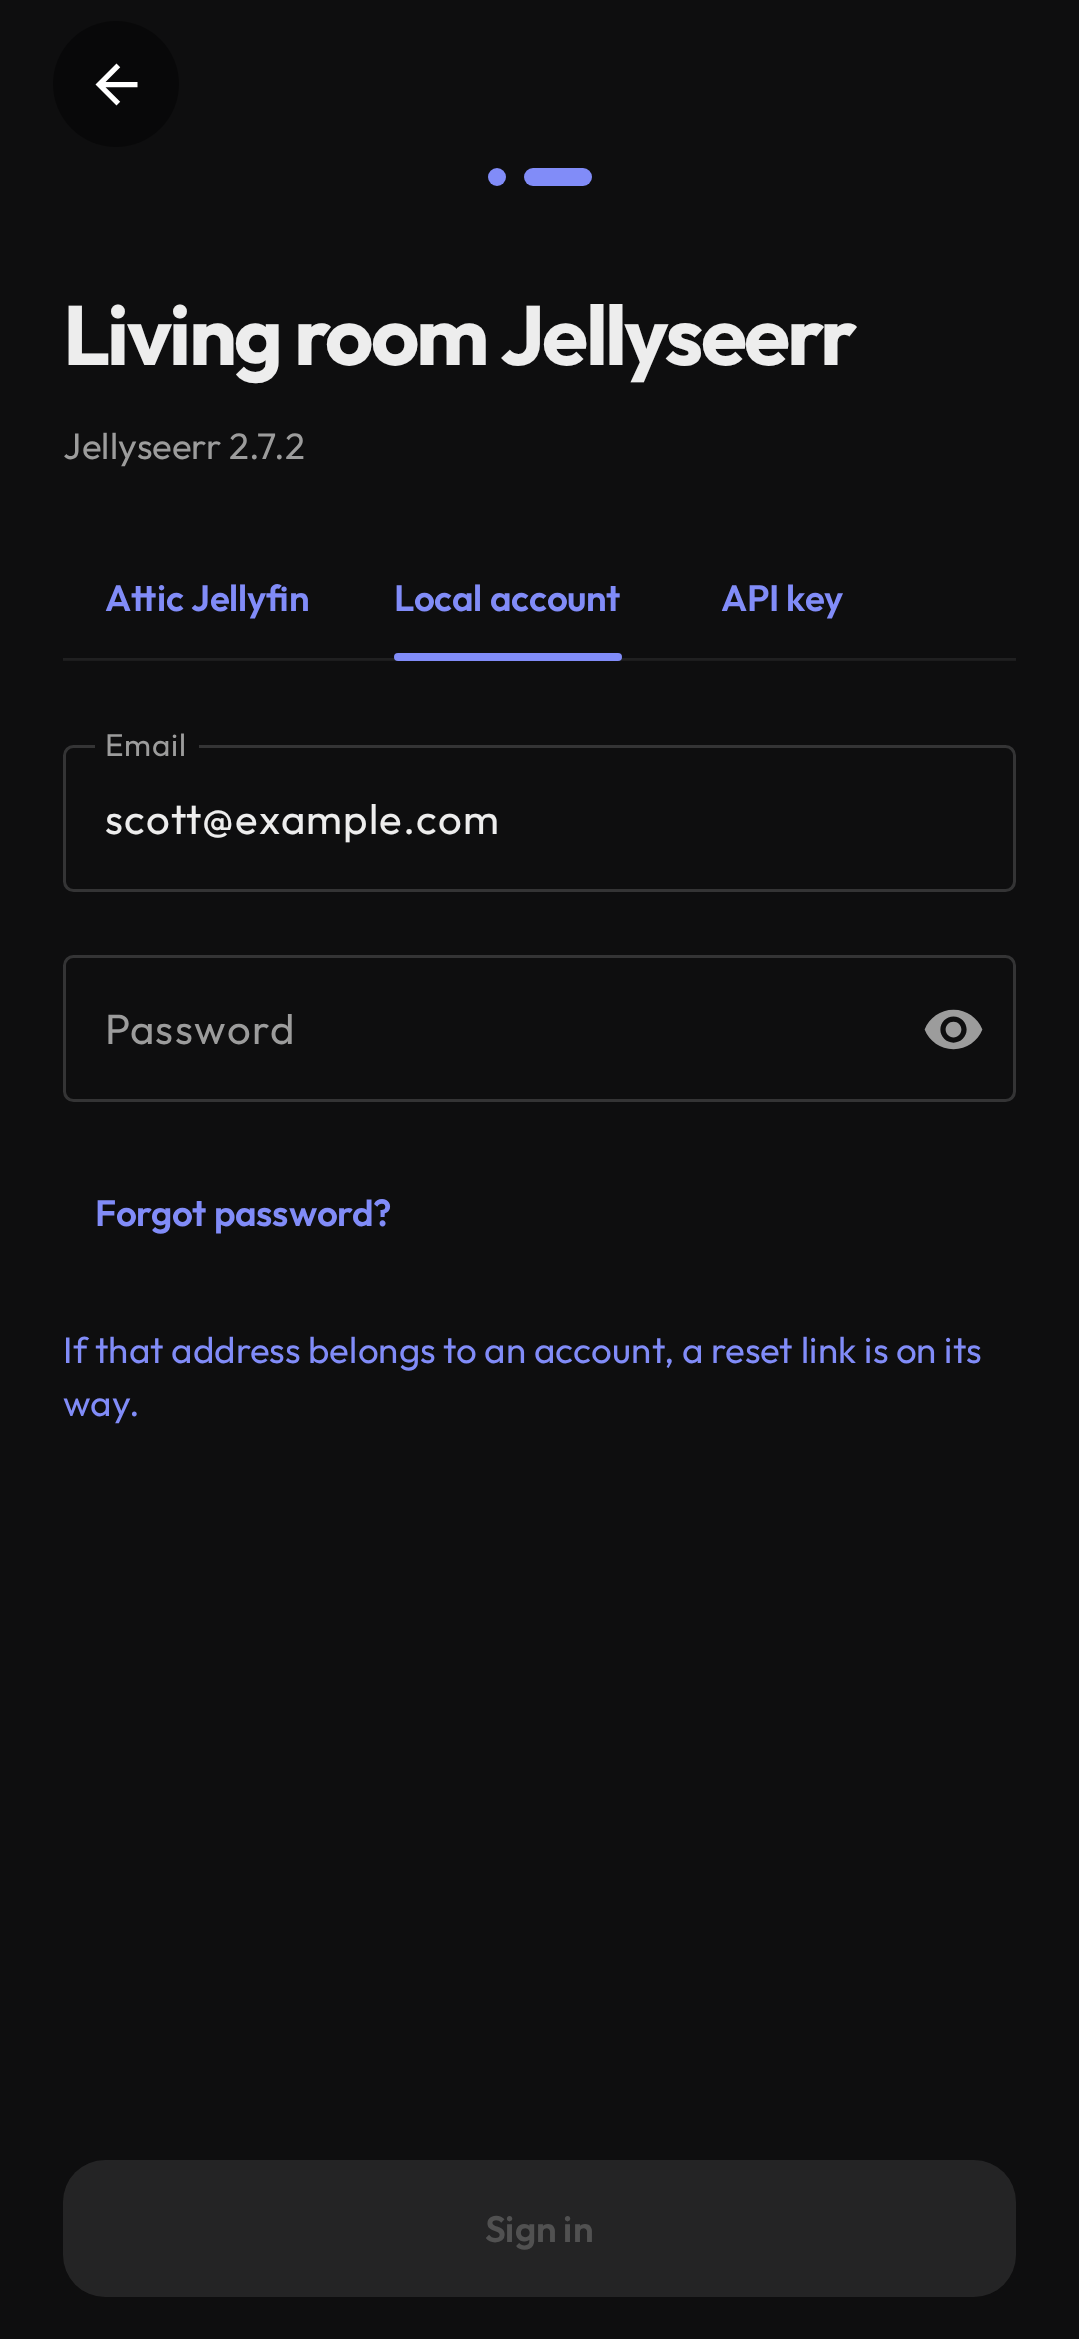 Living room Jellyseerr
Jellyseerr 2.7.2
Attic Jellyfin
Local account
API key
Email
scott@example.com
Password
Forgot password?
If that address belongs to an account, a reset link is on its
way.
Sign in